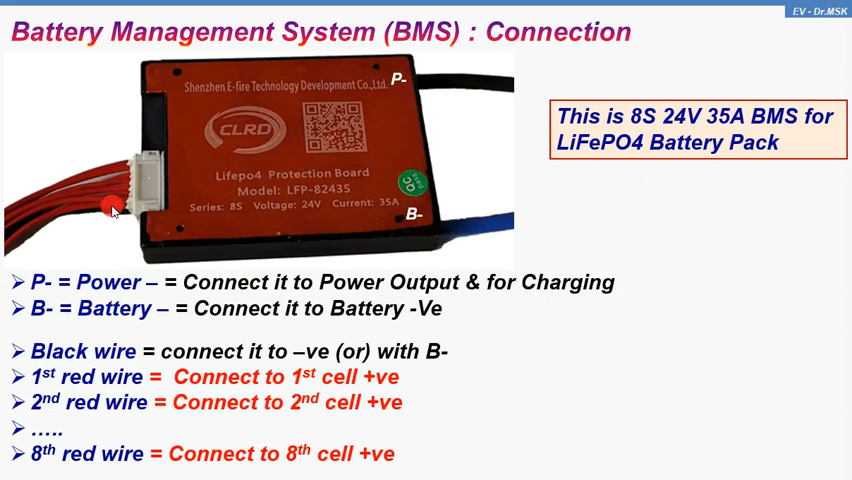 EV - Dr.MSK
Battery Management System (BMS) : Connection
Shenzhen E-fire Technology Development Co,.Ltd.
P-
CLRD
Lifepo4 Protection Board
Model: LFP-82435
Series: 8S Voltage: 24V Current: 35A
QC pass
B-
This is 8S 24V 35A BMS for
LiFePO4 Battery Pack
P- = Power – = Connect it to Power Output & for Charging
B- = Battery – = Connect it to Battery -Ve
Black wire = connect it to –ve (or) with B-
1st red wire = Connect to 1st cell +ve
2nd red wire = Connect to 2nd cell +ve
.....
8th red wire = Connect to 8th cell +ve